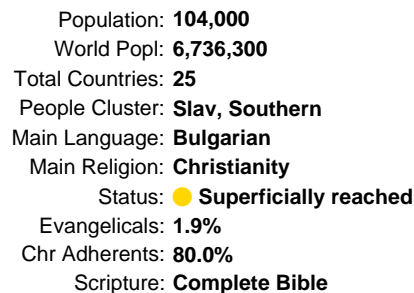 Population: 104,000
World Popl: 6,736,300
Total Countries: 25
People Cluster: Slav, Southern
Main Language: Bulgarian
Main Religion: Christianity
Status: Superficially reached
Evangelicals: 1.9%
Chr Adherents: 80.0%
Scripture: Complete Bible